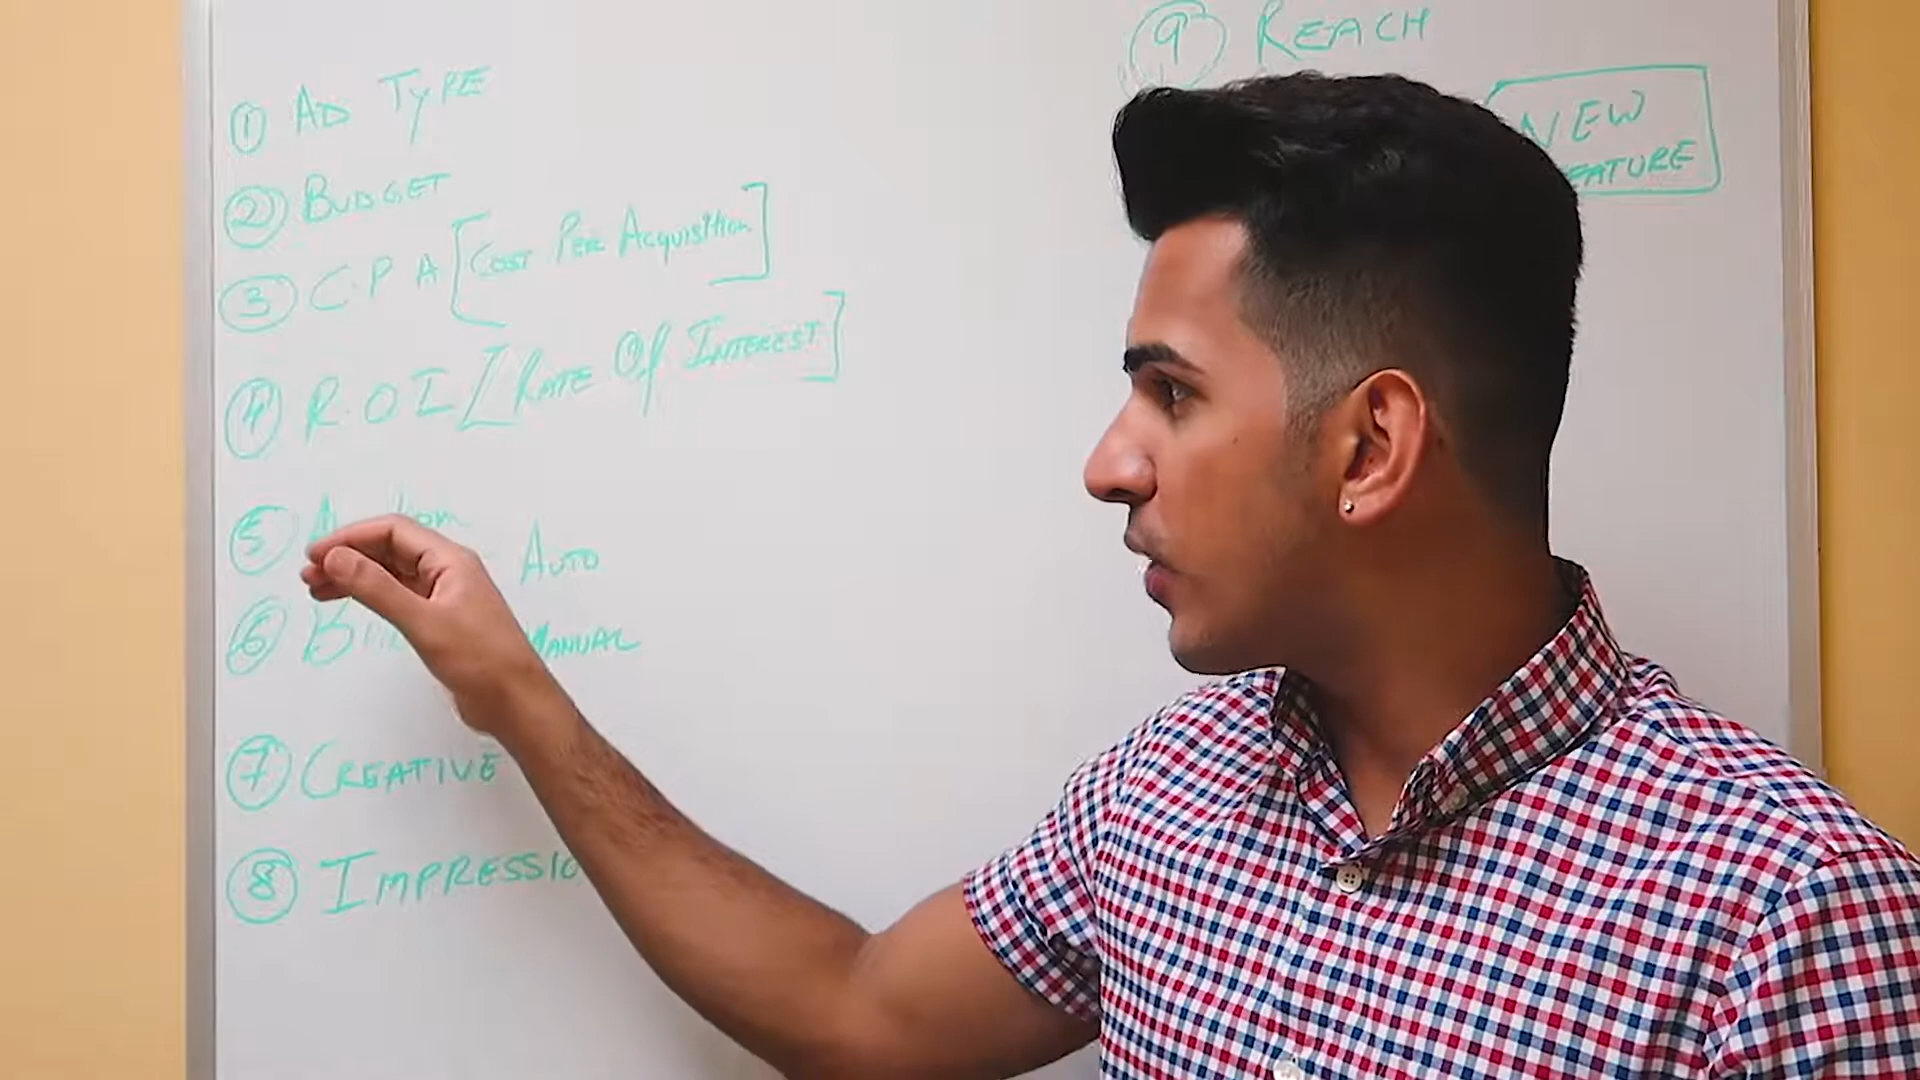 ① AD TYPE
② BUDGET
③ C.P.A [COST PER ACQUISITION]
④ R.O.I [RATE OF INTEREST]
⑤
AUTO
⑥
MANUAL
⑦ CREATIVE
⑧ IMPRESSIO
⑨ REACH
NEW
FEATURE